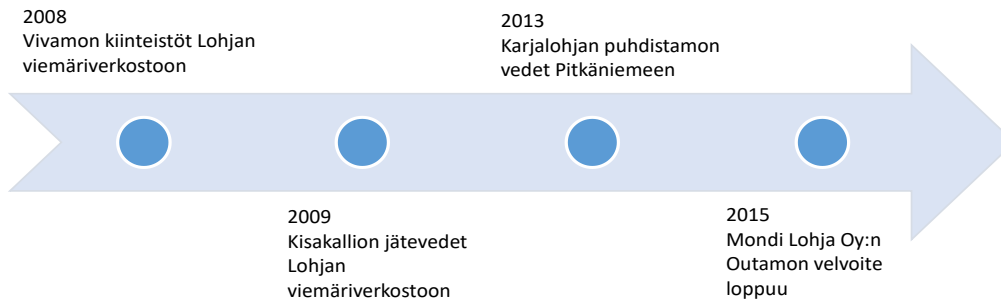 2008
Vivamon kiinteistöt Lohjan
viemäriverkostoon
2009
Kisakallion jätevedet
Lohjan
viemäriverkostoon
2013
Karjalohjan puhdistamon
vedet Pitkäniemeen
2015
Mondi Lohja Oy:n
Outamon velvoite
loppuu